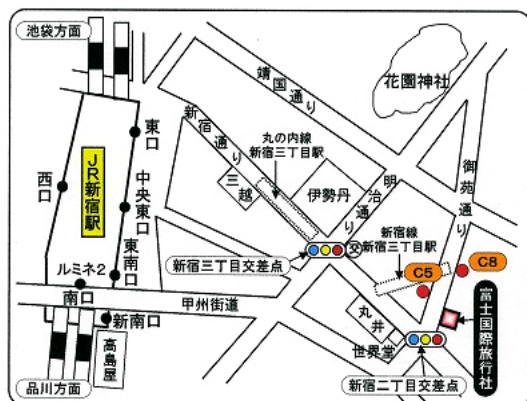 池袋方面
靖国通り
花園神社
新宿通り
東口
丸の内線
新宿三丁目駅
JR新宿駅
御苑通り
三越
伊勢丹
明治通り
西口
中央東口
新宿線
新宿三丁目駅
交
東南口
新宿三丁目交差点
C5
C8
ルミネ2
南口
甲州街道
丸井
富士国際旅行社
新南口
世界堂
高島屋
品川方面
新宿二丁目交差点